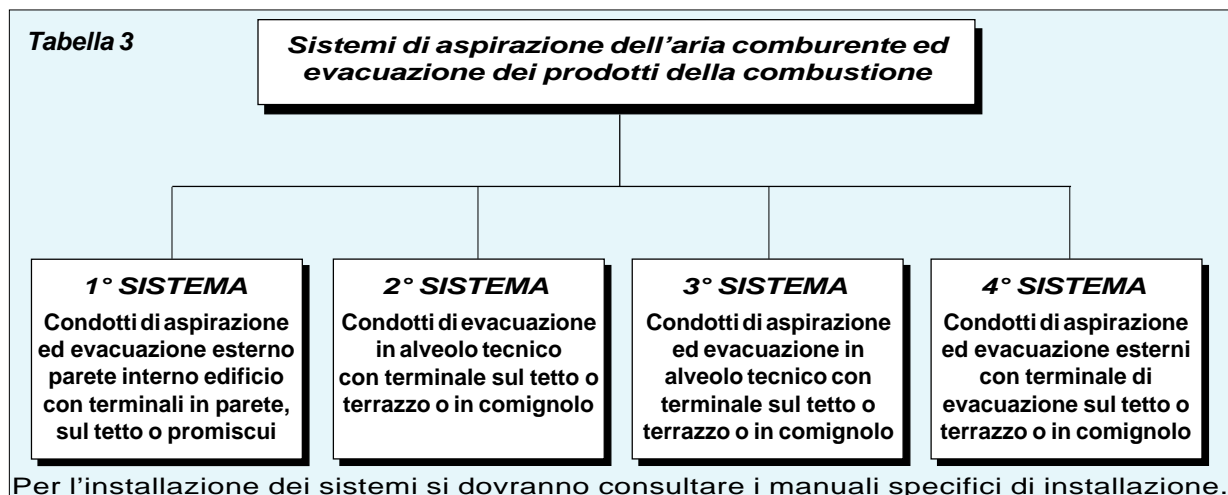 Tabella 3
Sistemi di aspirazione dell'aria comburente ed
evacuazione dei prodotti della combustione
1° SISTEMA
Condotti di aspirazione
ed evacuazione esterno
parete interno edificio
con terminali in parete,
sul tetto o promiscui
2° SISTEMA
Condotti di evacuazione
in alveolo tecnico
con terminale sul tetto o
terrazzo o in comignolo
3° SISTEMA
Condotti di aspirazione
ed evacuazione in
alveolo tecnico con
terminale sul tetto o
terrazzo o in comignolo
4° SISTEMA
Condotti di aspirazione
ed evacuazione esterni
con terminale di
evacuazione sul tetto o
terrazzo o in comignolo
Per l'installazione dei sistemi si dovranno consultare i manuali specifici di installazione.